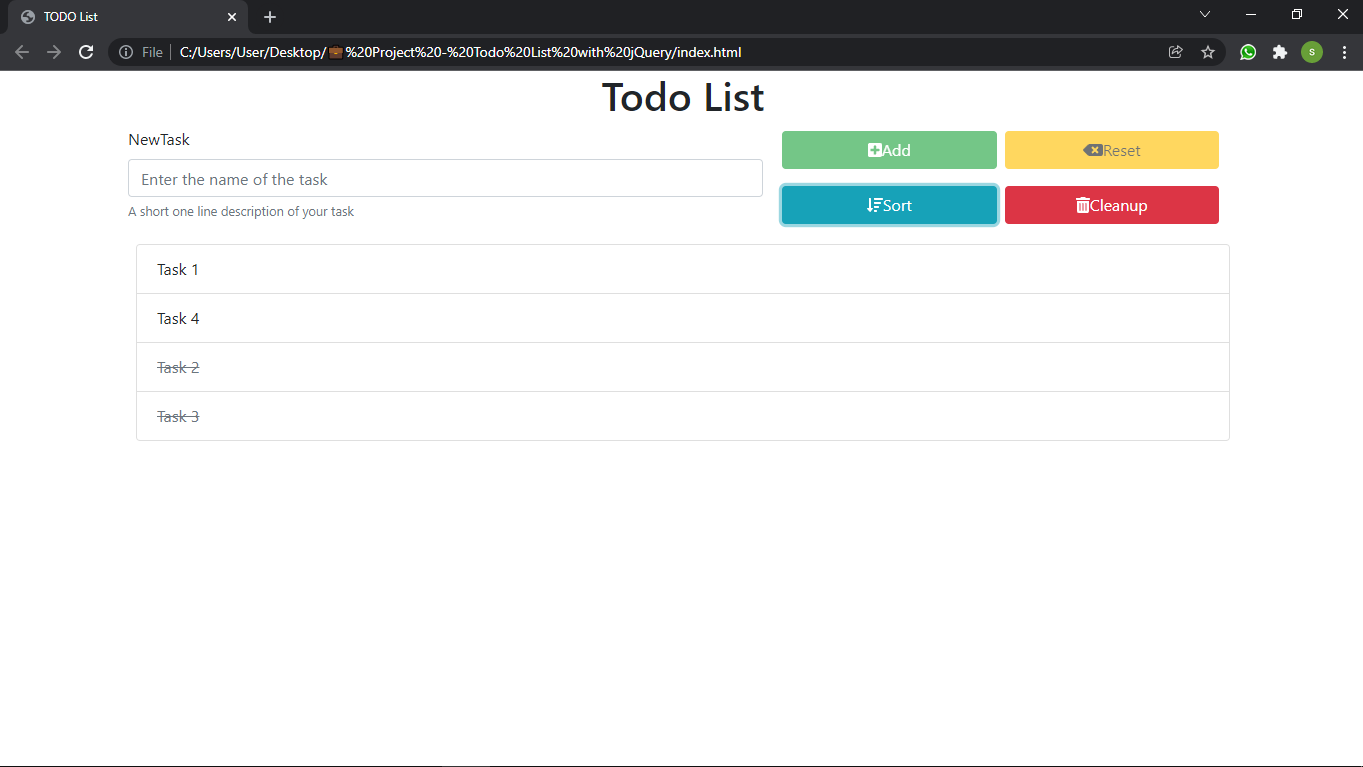 TODO List
File C:/Users/User/Desktop/💼%20Project%20-%20Todo%20List%20with%20jQuery/index.html
S
Todo List
NewTask
Enter the name of the task
A short one line description of your task
Add
Reset
Sort
Cleanup
Task 1
Task 4
Task 2
Task 3